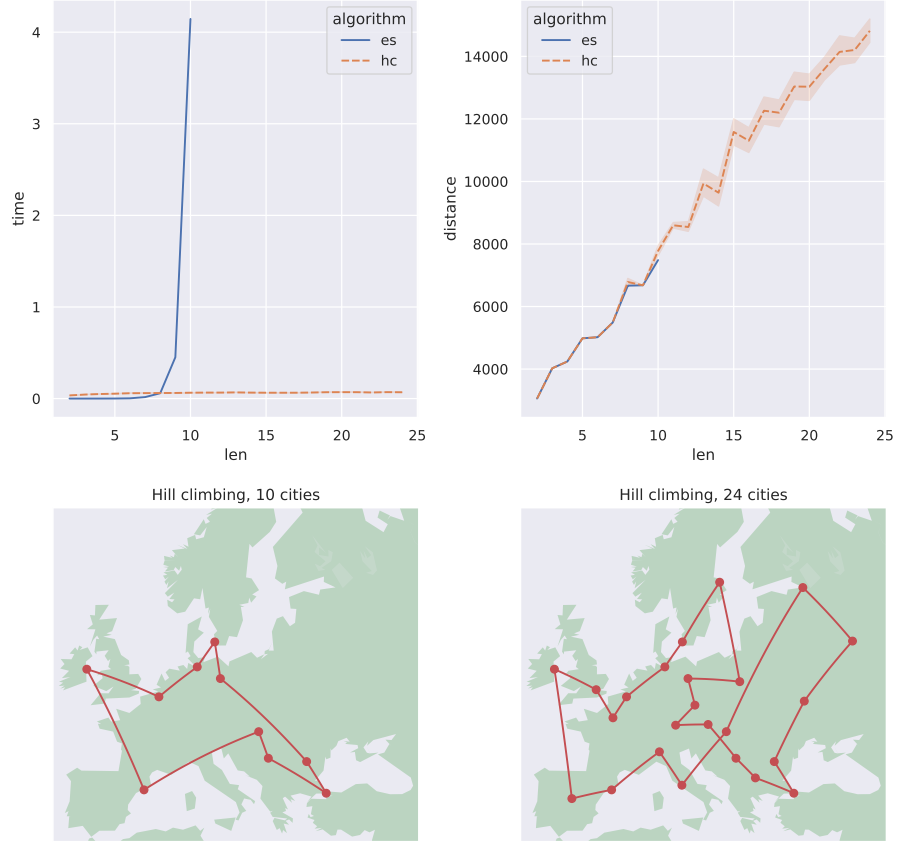 algorithm
es
hc
4
3
2
1
0
time
5
10
15
20
25
len
algorithm
es
hc
14000
12000
10000
8000
6000
4000
distance
5
10
15
20
25
len
Hill climbing, 10 cities
Hill climbing, 24 cities